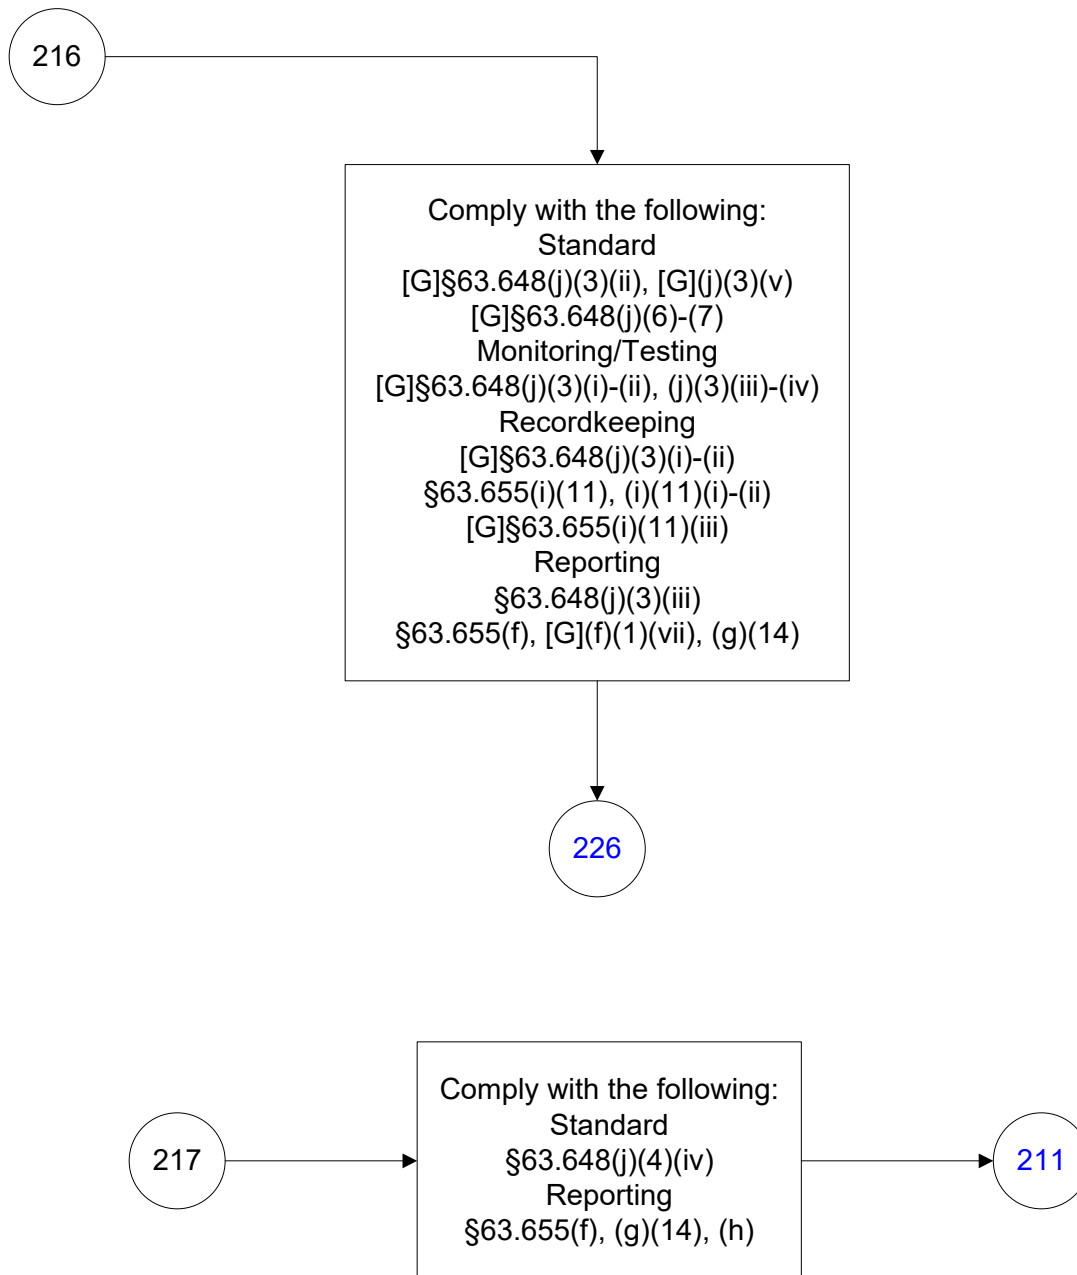 216
Comply with the following:
Standard
[G]§63.648(j)(3)(ii), [G](j)(3)(v)
[G]§63.648(j)(6)-(7)
Monitoring/Testing
[G]§63.648(j)(3)(i)-(ii), (j)(3)(iii)-(iv)
Recordkeeping
[G]§63.648(j)(3)(i)-(ii)
§63.655(i)(11), (i)(11)(i)-(ii)
[G]§63.655(i)(11)(iii)
Reporting
§63.648(j)(3)(iii)
§63.655(f), [G](f)(1)(vii), (g)(14)
226
217
Comply with the following:
Standard
§63.648(j)(4)(iv)
Reporting
§63.655(f), (g)(14), (h)
211